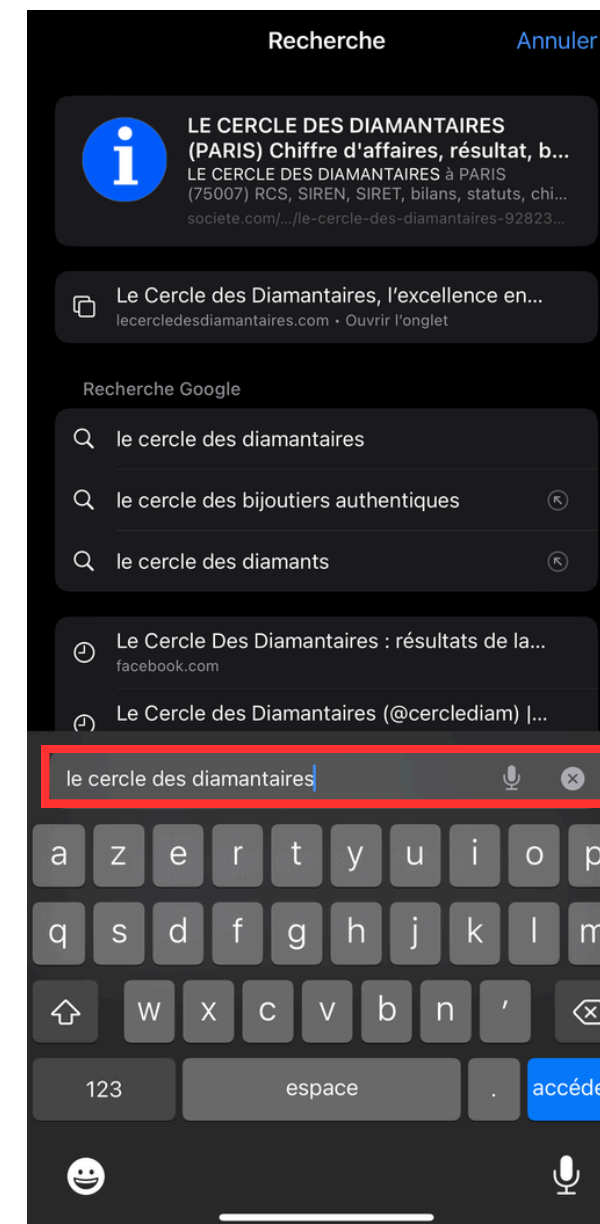 Recherche Annuler
LE CERCLE DES DIAMANTAIRES
(PARIS) Chiffre d'affaires, résultat, b...
LE CERCLE DES DIAMANTAIRES à PARIS
(75007) RCS, SIREN, SIRET, bilans, statuts, chi...
societe.com/.../le-cercle-des-diamantaires-92823...
Le Cercle des Diamantaires, l’excellence en...
lecercledesdiamantaires.com • Ouvrir l’onglet
Recherche Google
le cercle des diamantaires
le cercle des bijoutiers authentiques
le cercle des diamants
Le Cercle Des Diamantaires : résultats de la...
facebook.com
Le Cercle des Diamantaires (@cerclediam) |...
le cercle des diamantaires
a z e r t y u i o p
q s d f g h j k l m
w x c v b n '
123 espace . accéde